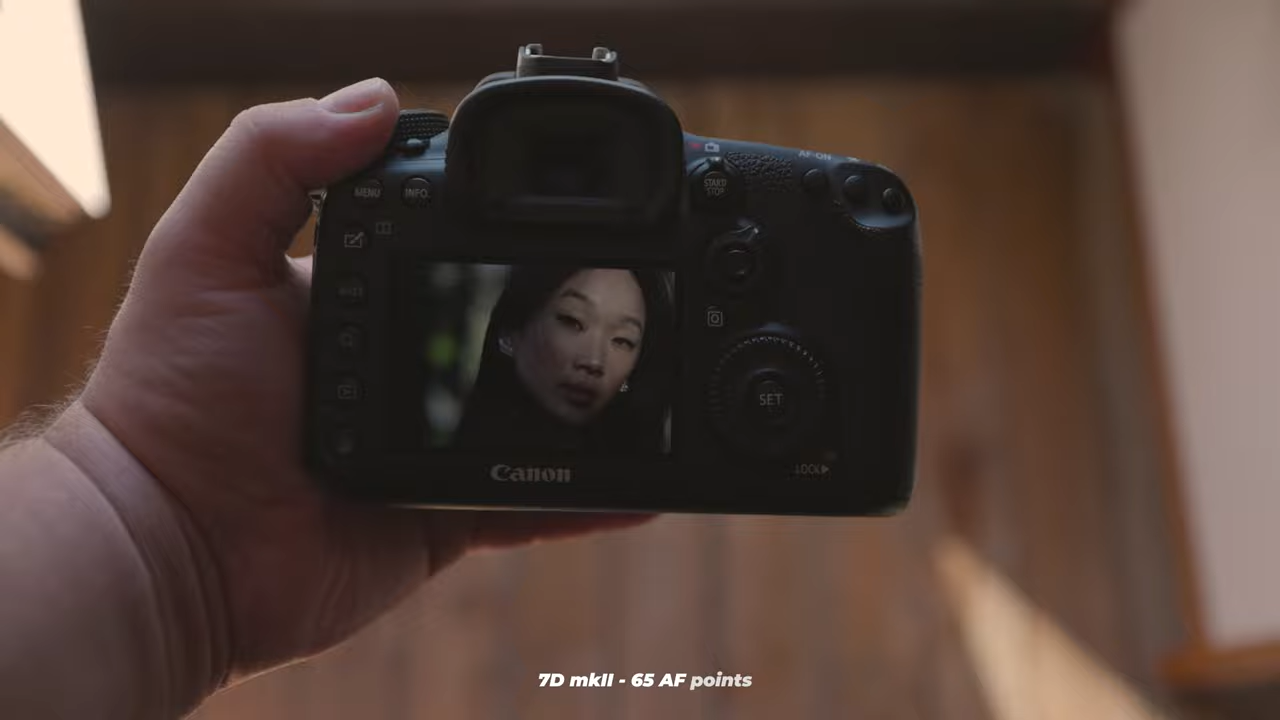 AF-ON
START/
STOP
MENU
INFO.
Q
SET
LOCK▶
Canon
7D mkII - 65 AF points